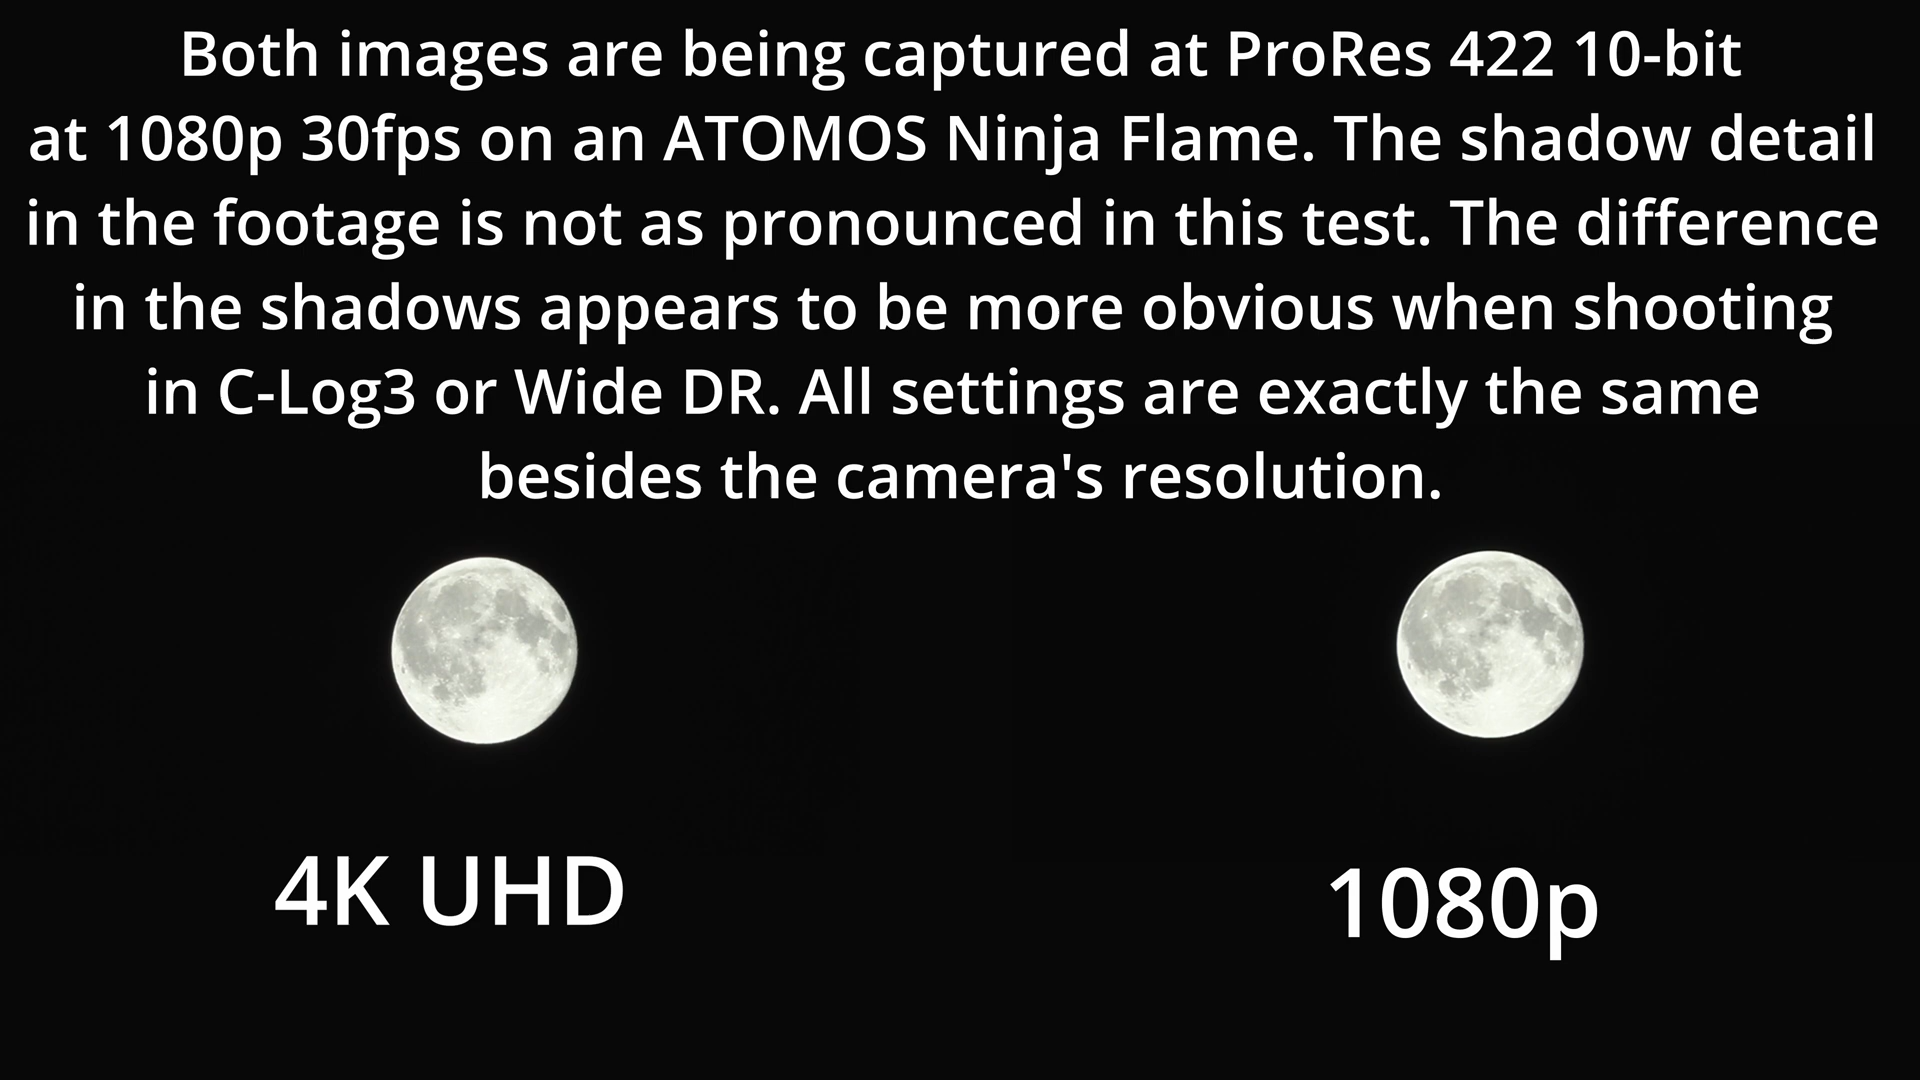 Both images are being captured at ProRes 422 10-bit
at 1080p 30fps on an ATOMOS Ninja Flame. The shadow detail
in the footage is not as pronounced in this test. The difference
in the shadows appears to be more obvious when shooting
in C-Log3 or Wide DR. All settings are exactly the same
besides the camera's resolution.
4K UHD
1080p